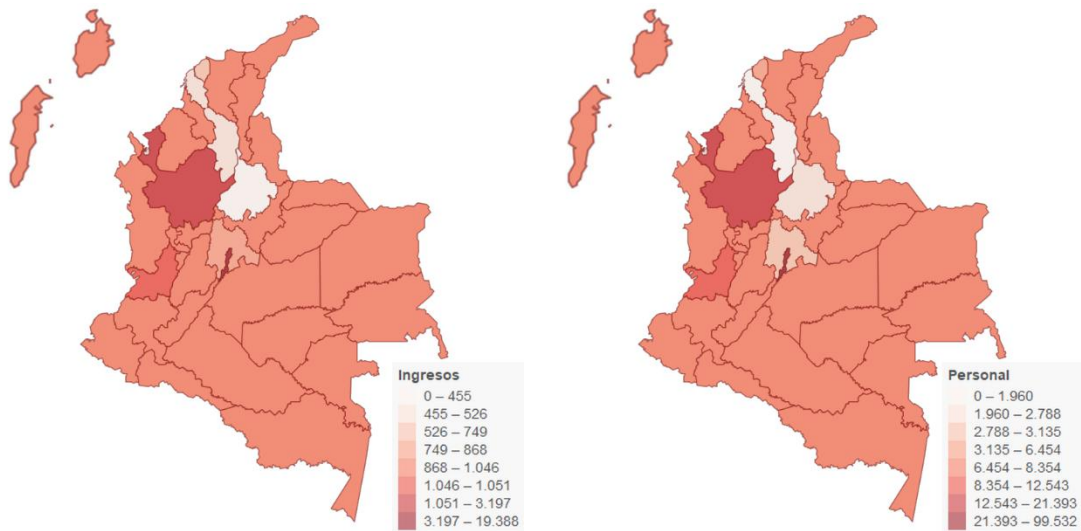 Ingresos
0 – 455
455 – 526
526 – 749
749 – 868
868 – 1.046
1.046 – 1.051
1.051 – 3.197
3.197 – 19.388
Personal
0 – 1.960
1.960 – 2.788
2.788 – 3.135
3.135 – 6.454
6.454 – 8.354
8.354 – 12.543
12.543 – 21.393
21.393 – 99.532